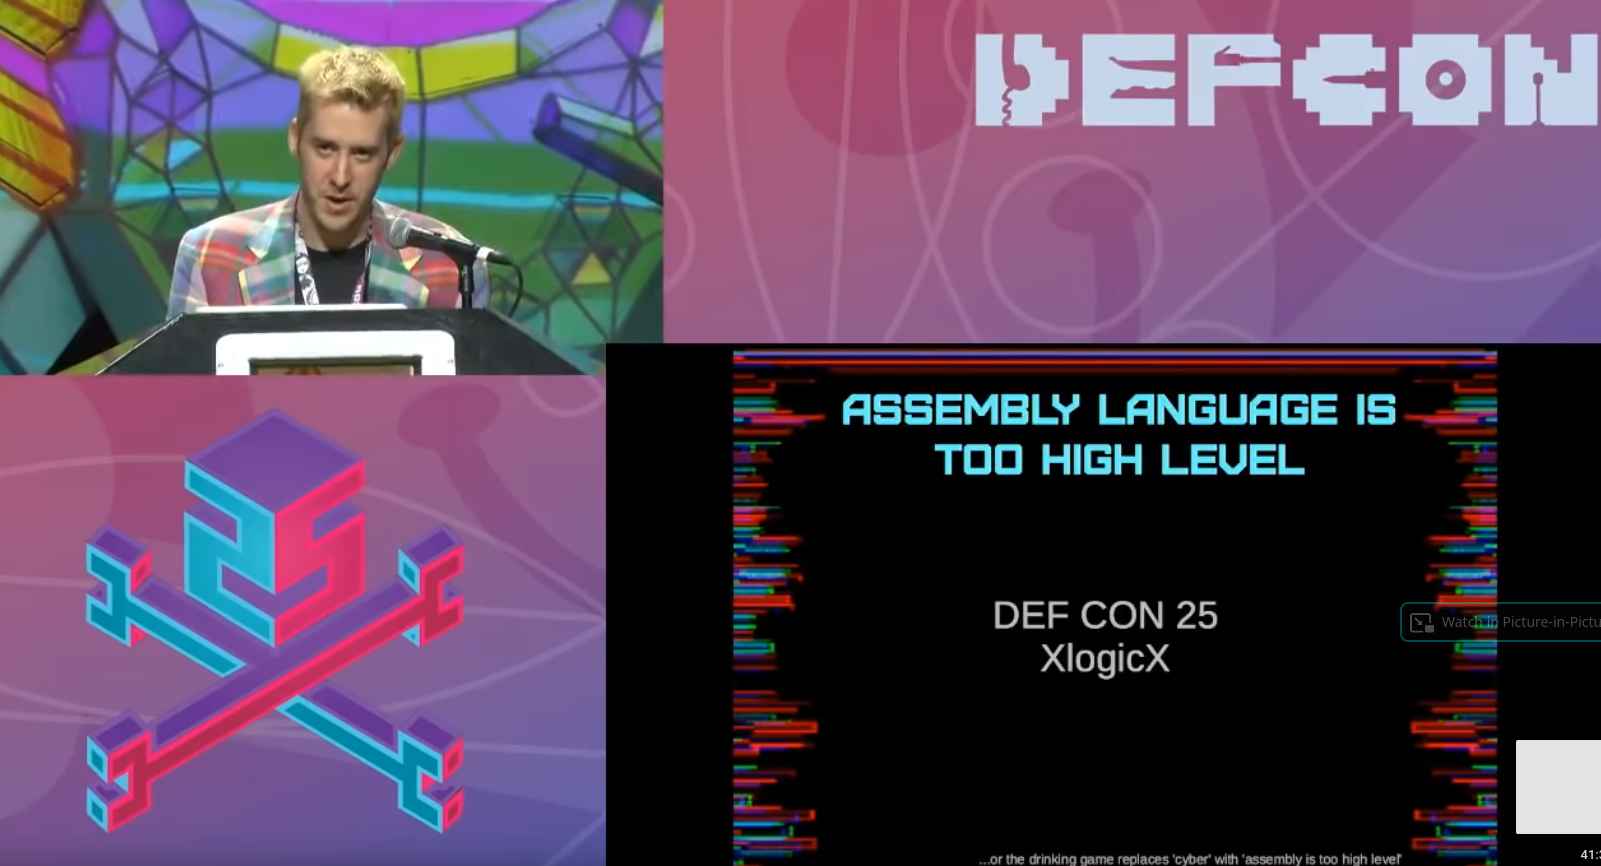 DEFCON
25
ASSEMBLY LANGUAGE IS
TOO HIGH LEVEL
DEF CON 25
XlogicX
Watch in Picture-in-Pictu
...or the drinking game replaces 'cyber' with 'assembly is too high level'
41: